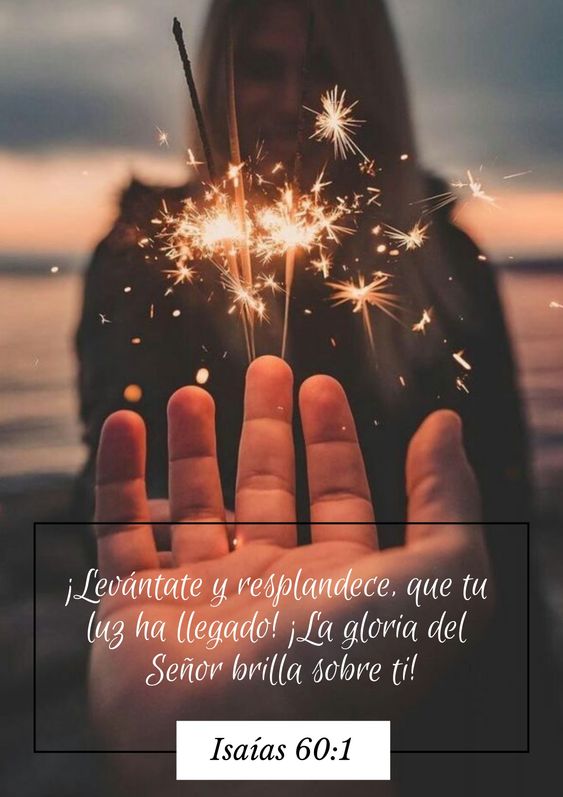 ¡Levántate y resplandece, que tu
luz ha llegado! ¡La gloria del
Señor brilla sobre ti!
Isaías 60:1